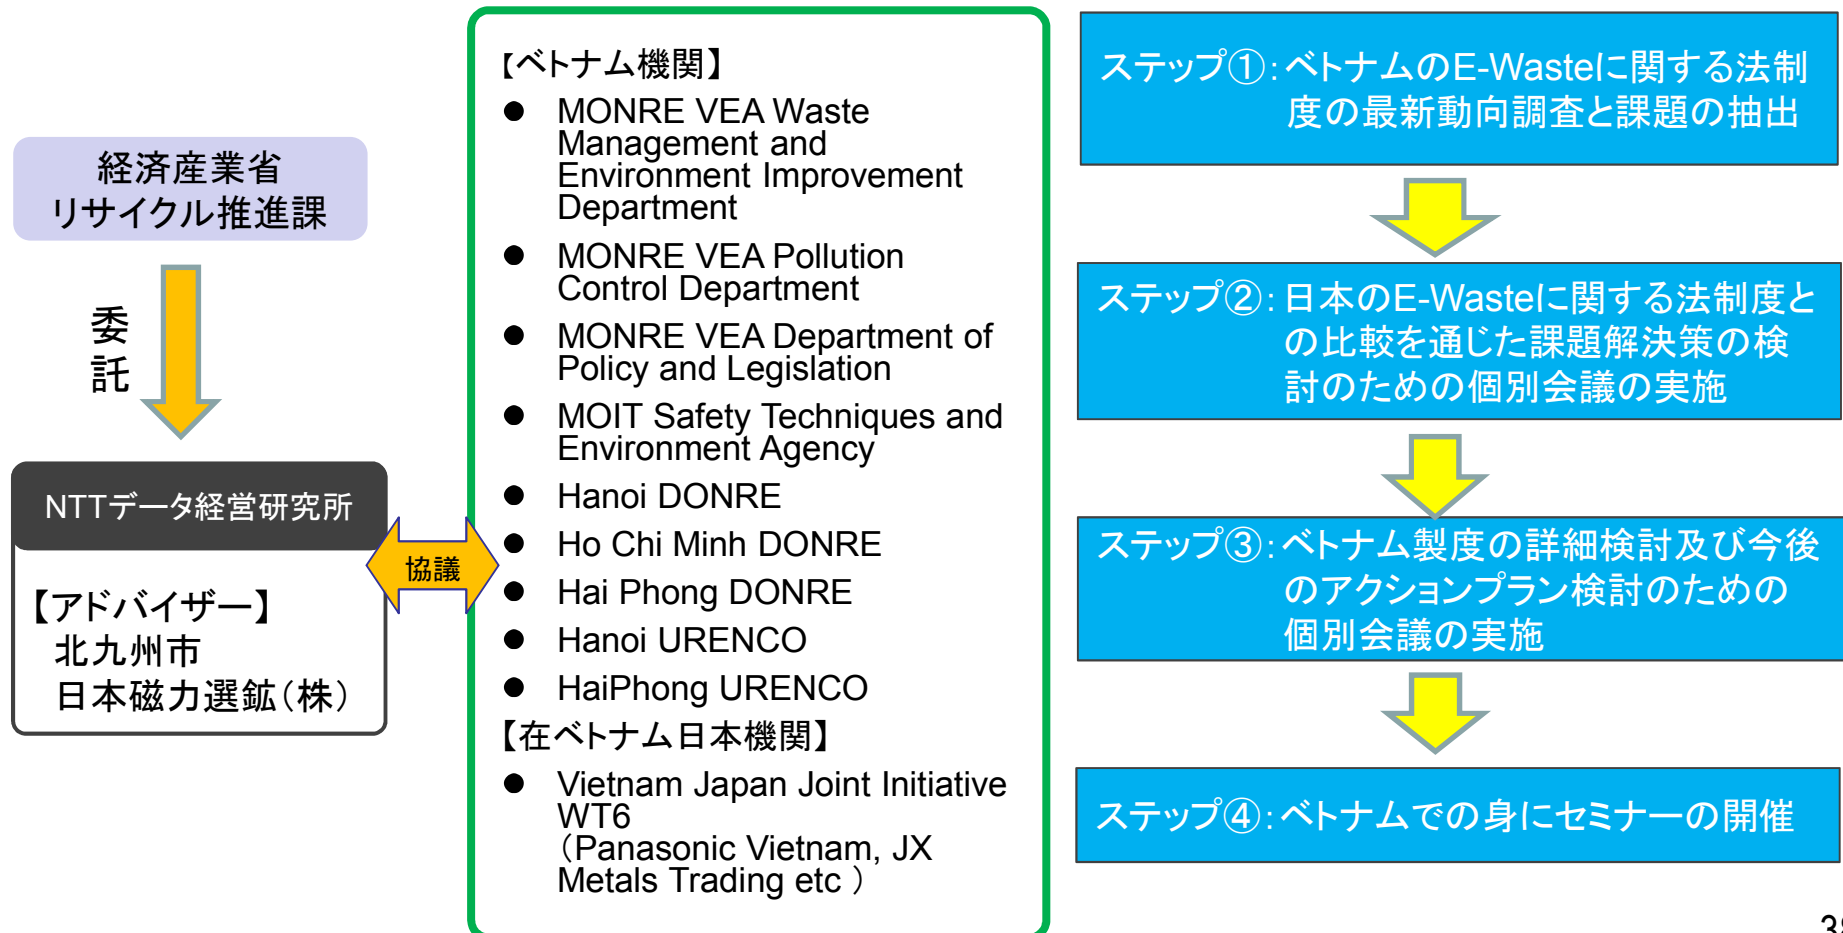 経済産業省
リサイクル推進課
委
託
NTTデータ経営研究所
【アドバイザー】
北九州市
日本磁力選鉱（株）
協議
【ベトナム機関】
● MONRE VEA Waste
Management and
Environment Improvement
Department
● MONRE VEA Pollution
Control Department
● MONRE VEA Department of
Policy and Legislation
● MOIT Safety Techniques and
Environment Agency
● Hanoi DONRE
● Ho Chi Minh DONRE
● Hai Phong DONRE
● Hanoi URENCO
● HaiPhong URENCO
【在ベトナム日本機関】
● Vietnam Japan Joint Initiative
WT6
（Panasonic Vietnam, JX
Metals Trading etc ）
ステップ①：ベトナムのE-Wasteに関する法制
度の最新動向調査と課題の抽出
ステップ②：日本のE-Wasteに関する法制度と
の比較を通じた課題解決策の検
討のための個別会議の実施
ステップ③：ベトナム製度の詳細検討及び今後
のアクションプラン検討のための
個別会議の実施
ステップ④：ベトナムでの身にセミナーの開催